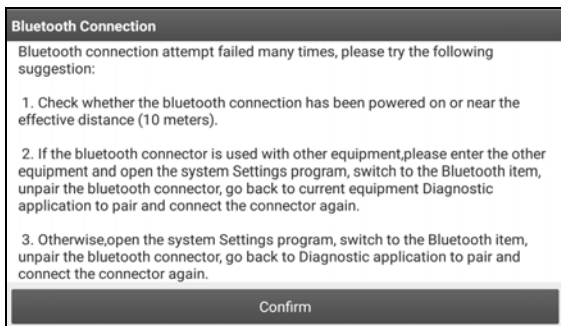 Bluetooth Connection
Bluetooth connection attempt failed many times, please try the following
suggestion:
1. Check whether the bluetooth connection has been powered on or near the
effective distance (10 meters).
2. If the bluetooth connector is used with other equipment,please enter the other
equipment and open the system Settings program, switch to the Bluetooth item,
unpair the bluetooth connector, go back to current equipment Diagnostic
application to pair and connect the connector again.
3. Otherwise,open the system Settings program, switch to the Bluetooth item,
unpair the bluetooth connector, go back to Diagnostic application to pair and
connect the connector again.
Confirm